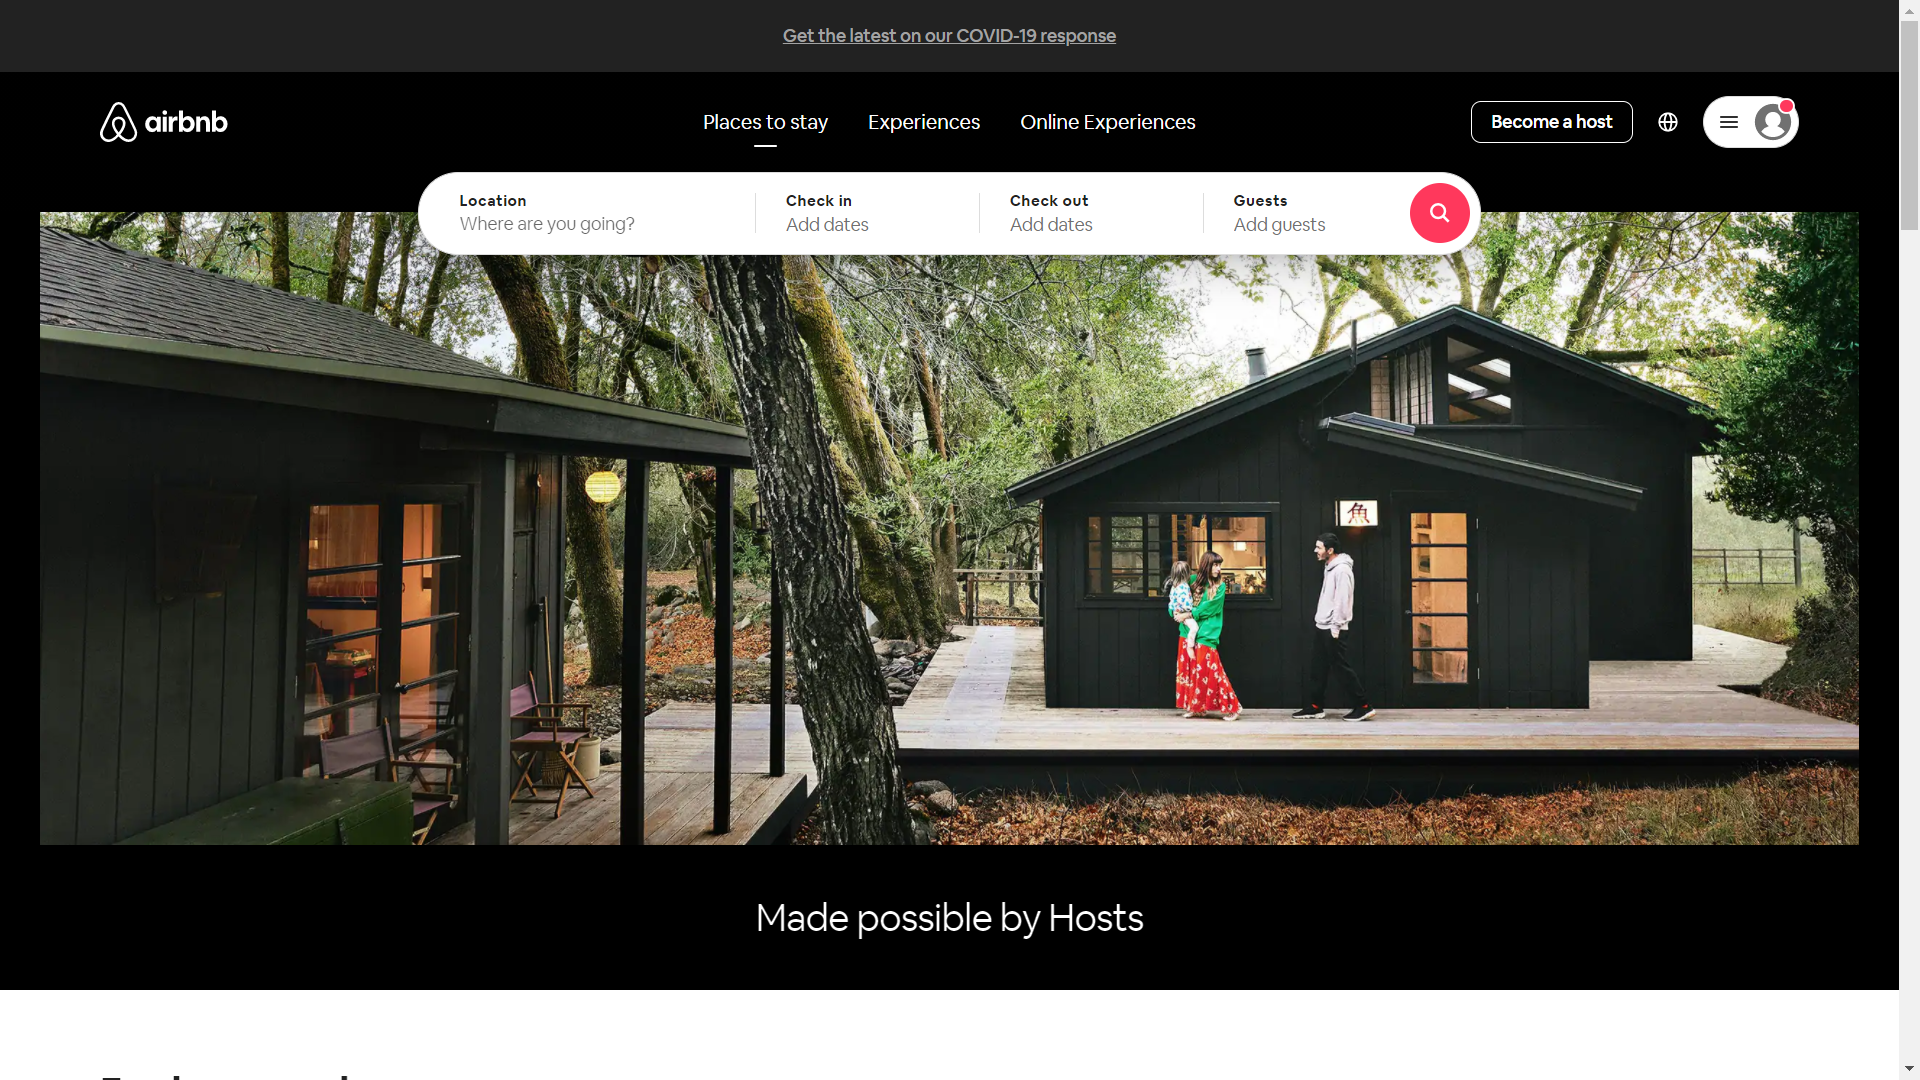 Get the latest on our COVID-19 response
airbnb
Places to stay
Experiences
Online Experiences
Become a host
Location
Where are you going?
Check in
Add dates
Check out
Add dates
Guests
Add guests
魚
Made possible by Hosts